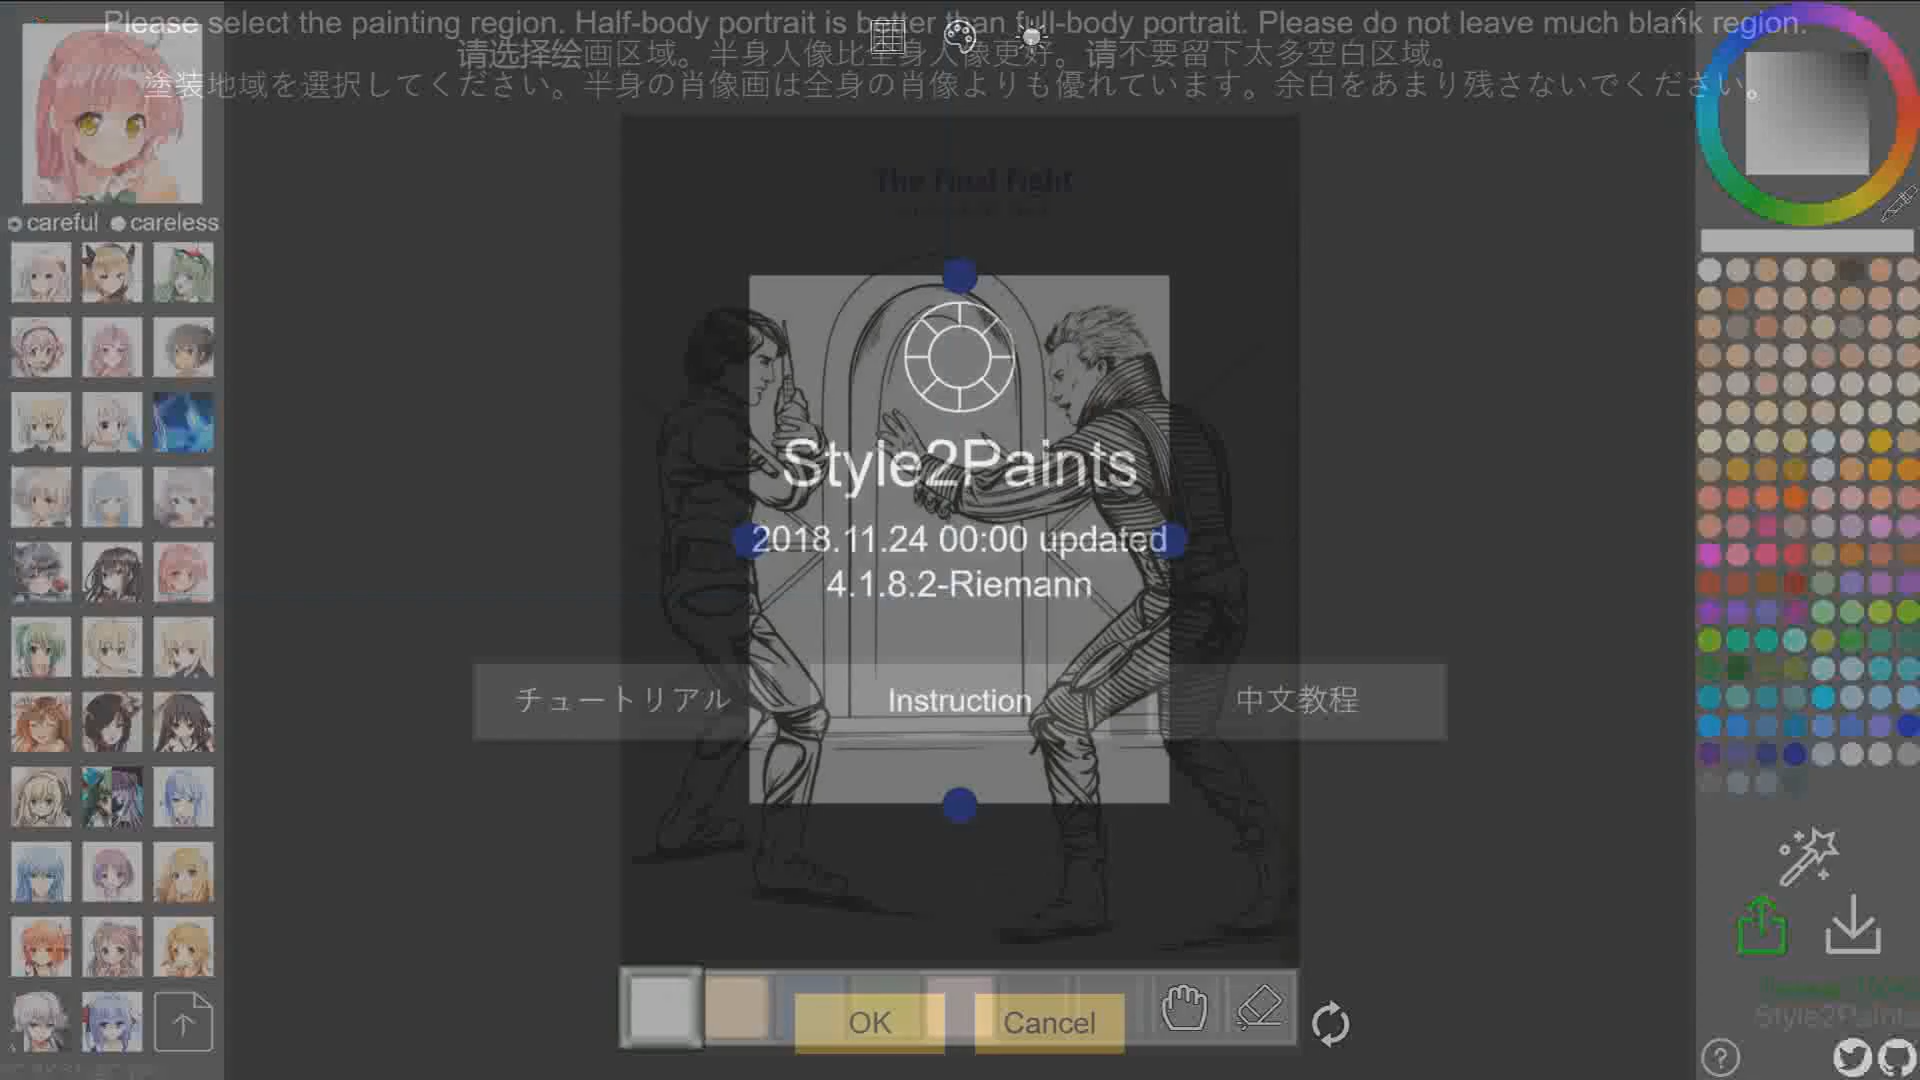 Please select the painting region. Half-body portrait is better than full-body portrait. Please do not leave much blank region.
请选择绘画区域。半身人像比全身人像更好。请不要留下太多空白区域。
塗装地域を選択してください。半身の肖像画は全身の肖像よりも優れています。余白をあまり残さないでください。
careful careless
The Final Fight
Style2Paints
2018.11.24 00:00 updated
4.1.8.2-Riemann
チュートリアル Instruction 中文教程
OK Cancel
Style2Paints